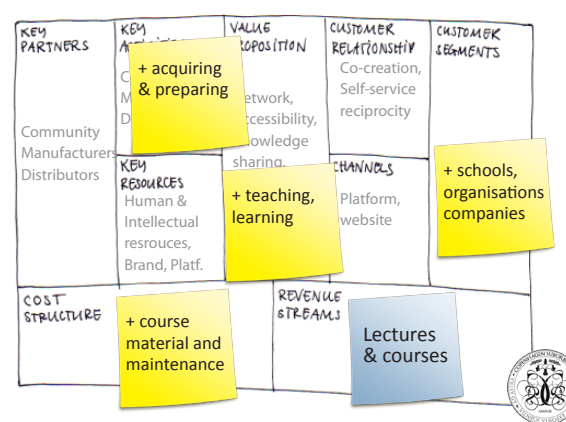 KEY
PARTNERS
Community
Manufacturers
Distributors
KEY
+ acquiring
& preparing
C
M
D
KEY
RESOURCES
Human &
Intellectual
resrouces,
Brand, Platf.
VALUE
ROPOSITION
etwork,
ccessibility,
nowledge
sharing.
+ teaching,
learning
CUSTOMER
RELATIONSHIP
Co-creation,
Self-service
reciprocity
CHANNELS
Platform,
website
CUSTOMER
SEGMENTS
+ schools,
organisations
companies
COST
STRUCTURE
+ course
material and
maintenance
REVENUE
STREAMS
Lectures
& courses